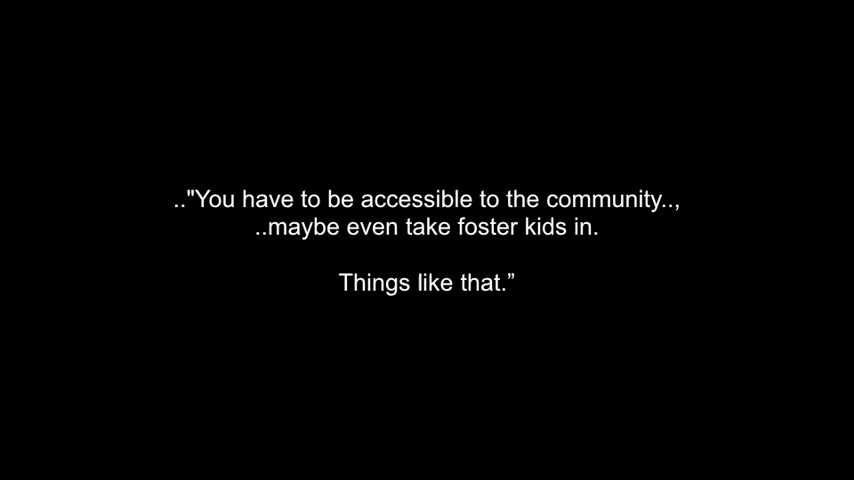 .."You have to be accessible to the community..,
..maybe even take foster kids in.
Things like that.”